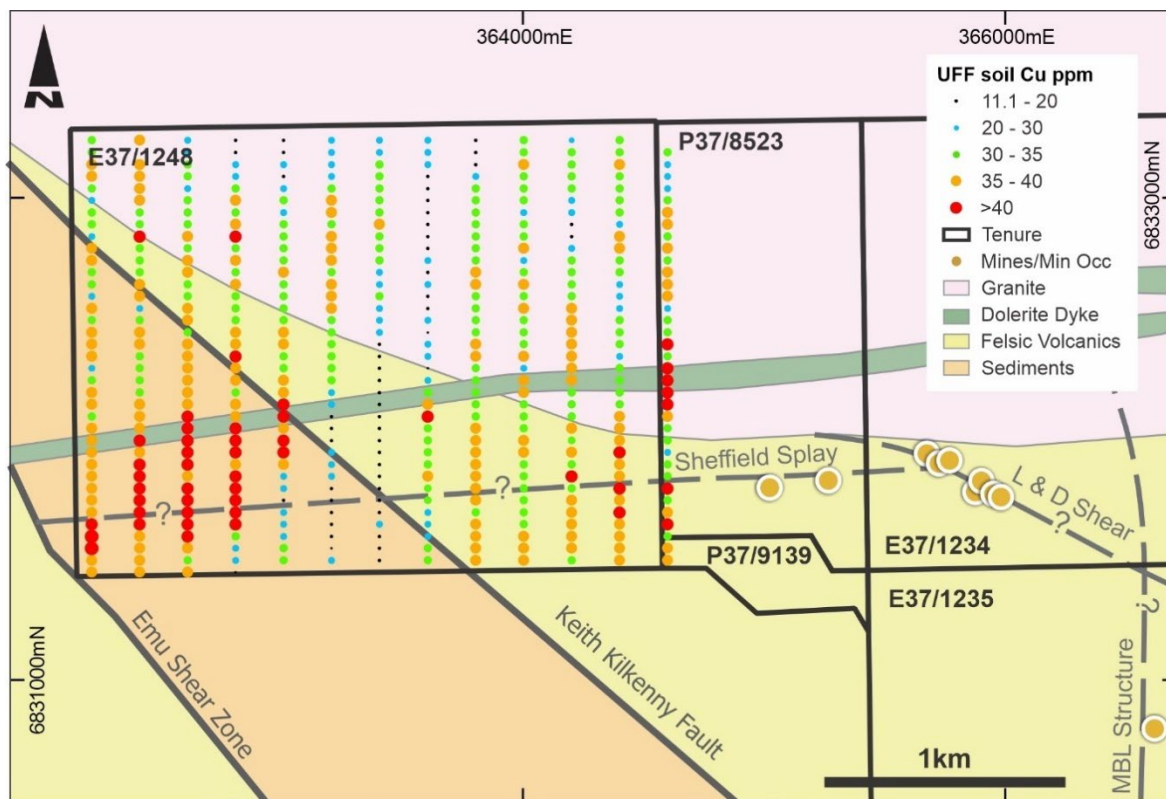 364000mE
366000mE
N
UFF soil Cu ppm
11.1 - 20
20 - 30
30 - 35
35 - 40
>40
Tenure
Mines/Min Occ
Granite
Dolerite Dyke
Felsic Volcanics
Sediments
E37/1248
P37/8523
6833000mN
Sheffield Splay
?
?
L & D Shear
?
P37/9139
E37/1234
E37/1235
?
6831000mN
Emu Shear Zone
Keith Kilkenny Fault
MBL Structure
1km